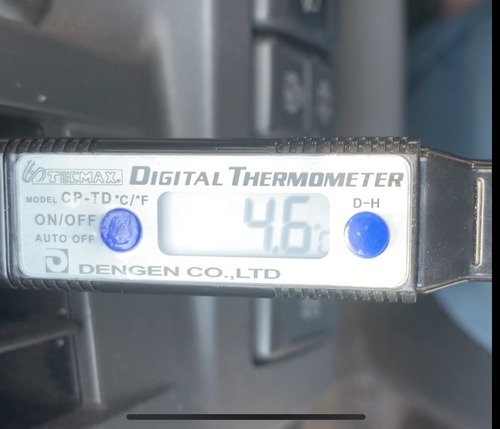 TECMAX DIGITAL THERMOMETER
MODEL CP-TD °C/°F
D-H
ON/OFF
4.6°C
AUTO OFF
DENGEN CO.,LTD